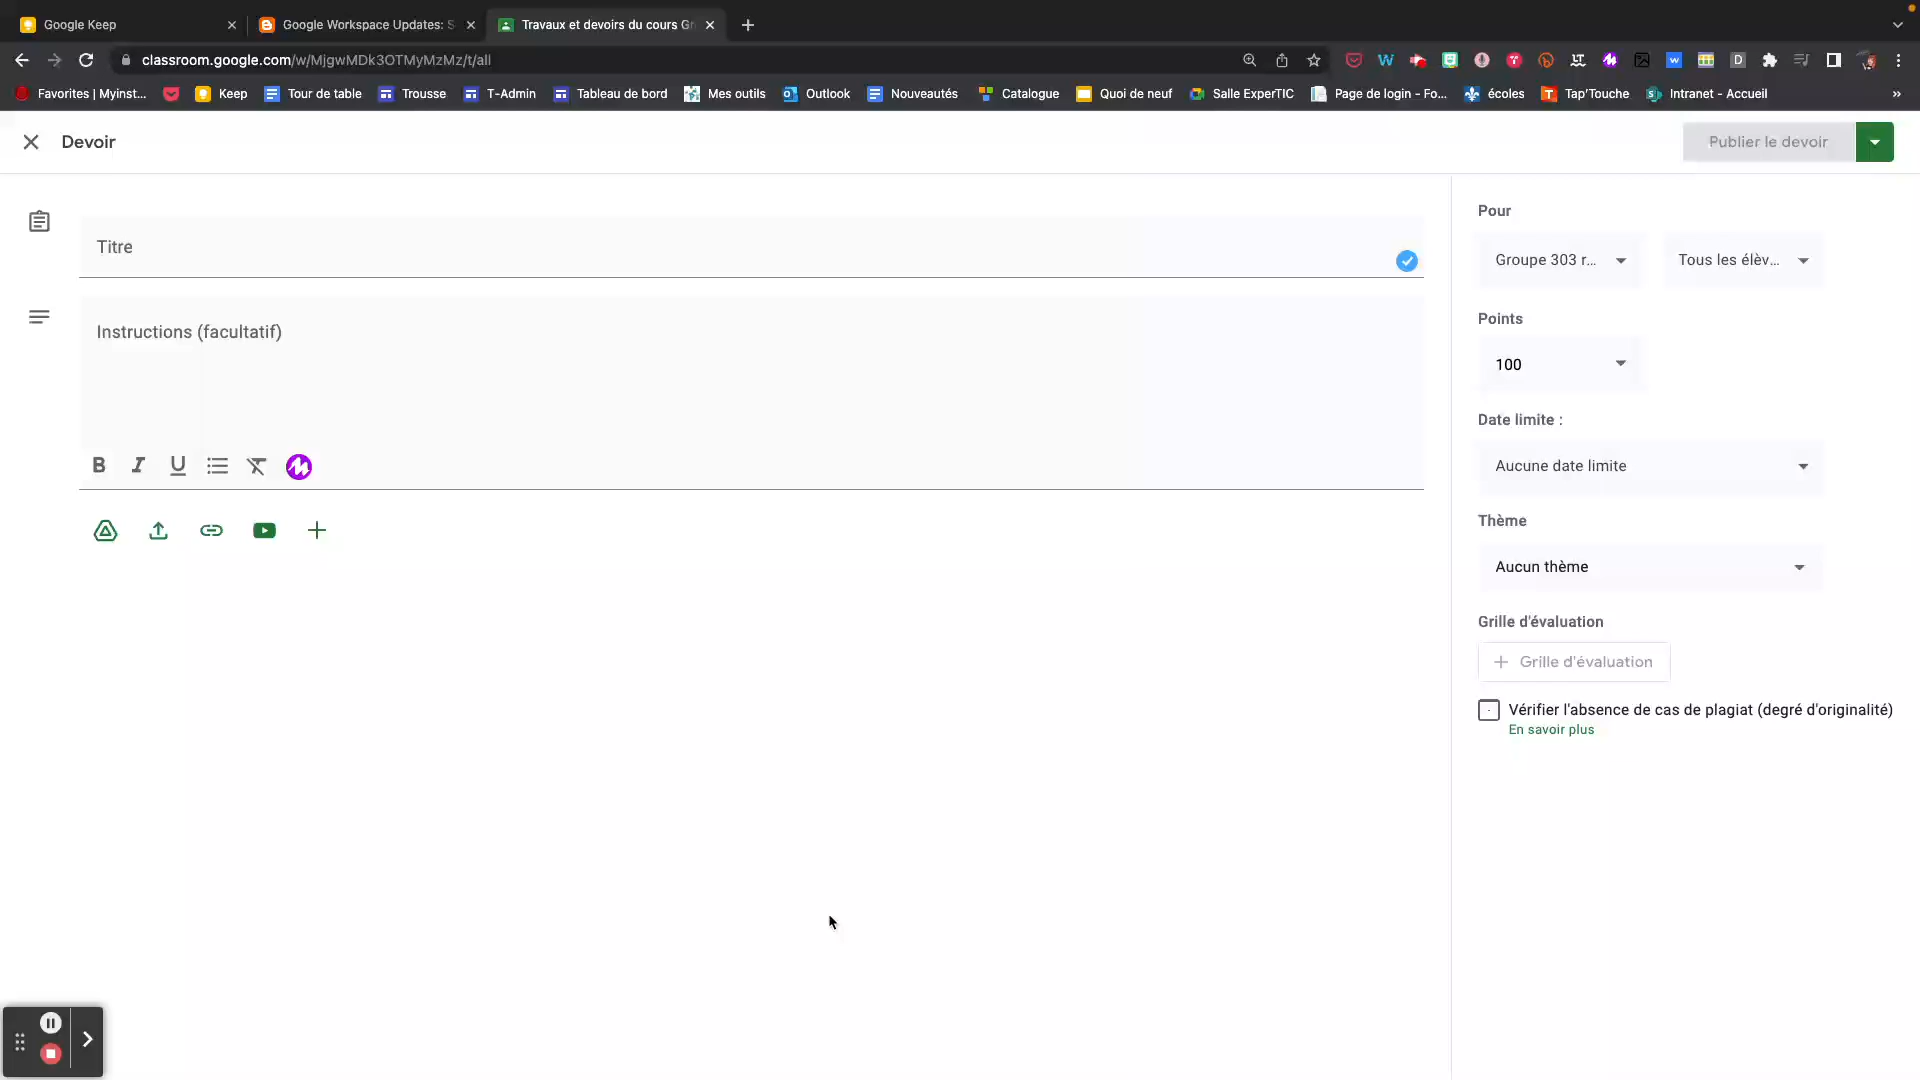 Google Keep
Google Workspace Updates: S
Travaux et devoirs du cours Gr
classroom.google.com/w/MjgwMDk3OTMyMzMz/t/all
Favorites | Myinst...
Keep
Tour de table
Trousse
T-Admin
Tableau de bord
Mes outils
Outlook
Nouveautés
Catalogue
Quoi de neuf
Salle ExperTIC
Page de login - Fo...
écoles
Tap'Touche
Intranet - Accueil
»
Devoir
Publier le devoir
Titre
Instructions (facultatif)
B I U
Pour
Groupe 303 r...
Tous les élèv...
Points
100
Date limite :
Aucune date limite
Thème
Aucun thème
Grille d'évaluation
Grille d'évaluation
Vérifier l'absence de cas de plagiat (degré d'originalité)
En savoir plus